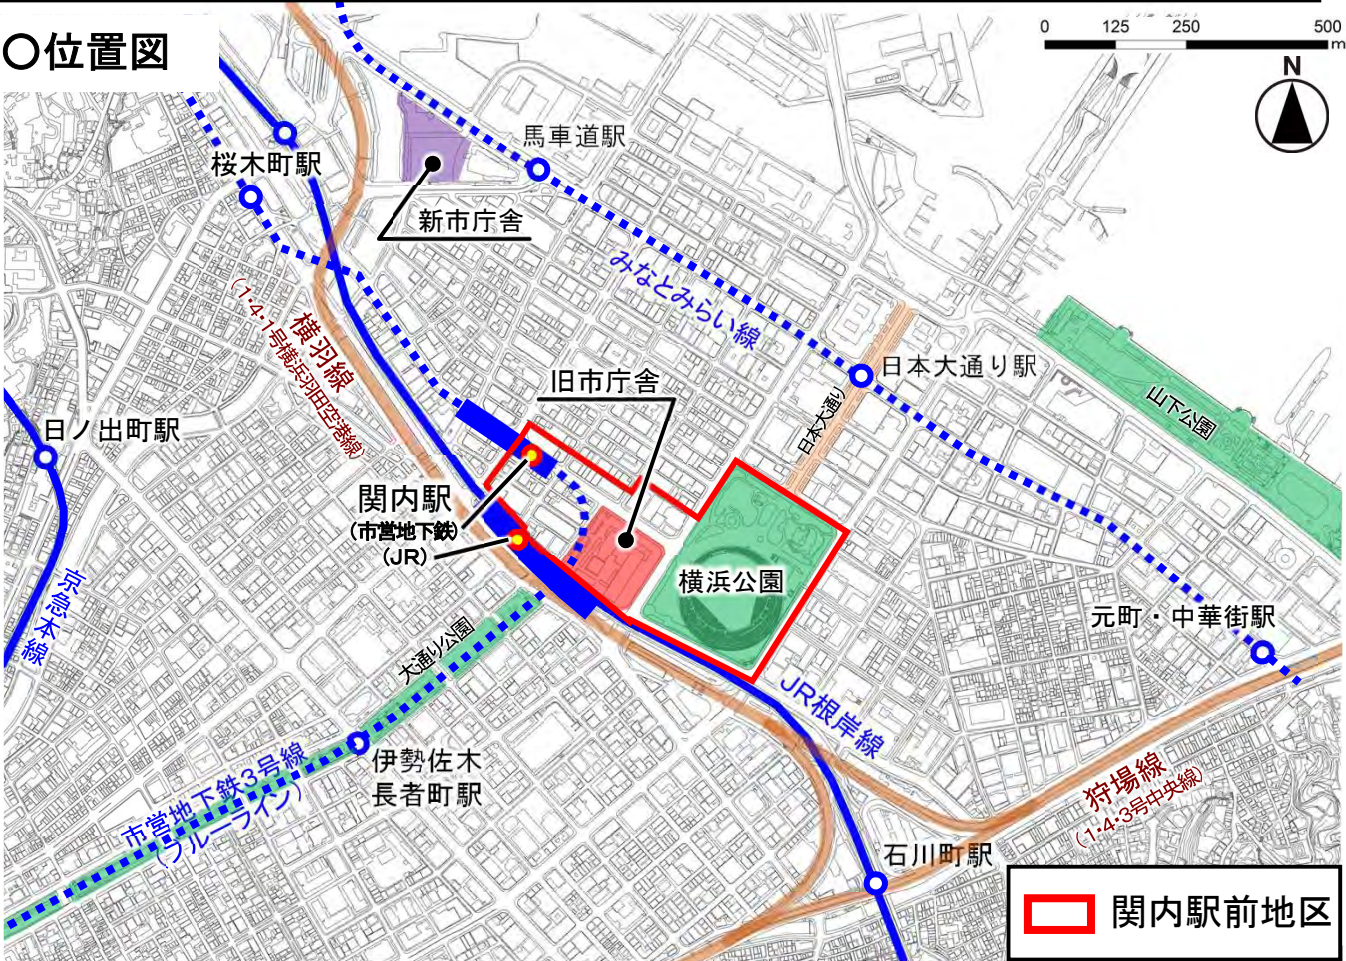 〇位置図
0 125 250 500
m
N
馬車道駅
桜木町駅
新市庁舎
みなとみらい線
横羽線
(1・4・1号横浜羽田空港線)
旧市庁舎
日本大通り駅
日本大通り
山下公園
日ノ出町駅
関内駅
(市営地下鉄)
(JR)
横浜公園
京急本線
大通り公園
元町・中華街駅
JR根岸線
伊勢佐木
長者町駅
市営地下鉄3号線
(ブルーライン)
狩場線
(1・4・3号中央線)
石川町駅
関内駅前地区